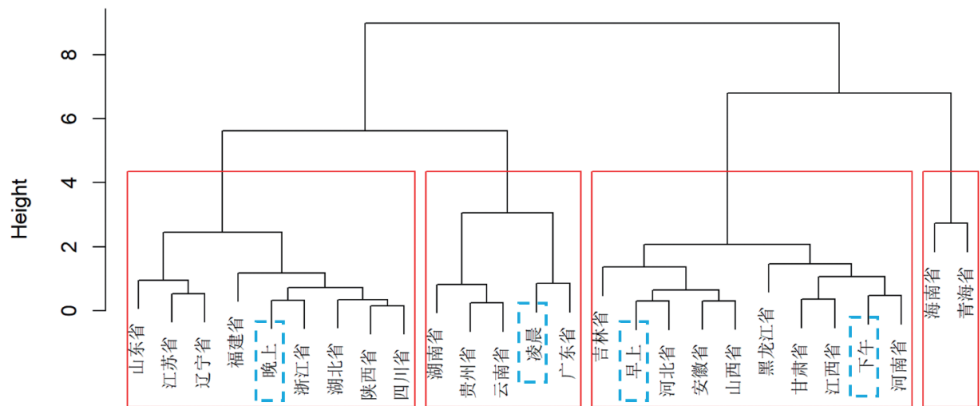 Height
8
6
4
2
0
山东省
江苏省
辽宁省
福建省
晚上
浙江省
湖北省
陕西省
四川省
湖南省
贵州省
云南省
凌晨
广东省
吉林省
早上
河北省
安徽省
山西省
黑龙江省
甘肃省
江西省
下午
河南省
海南省
青海省